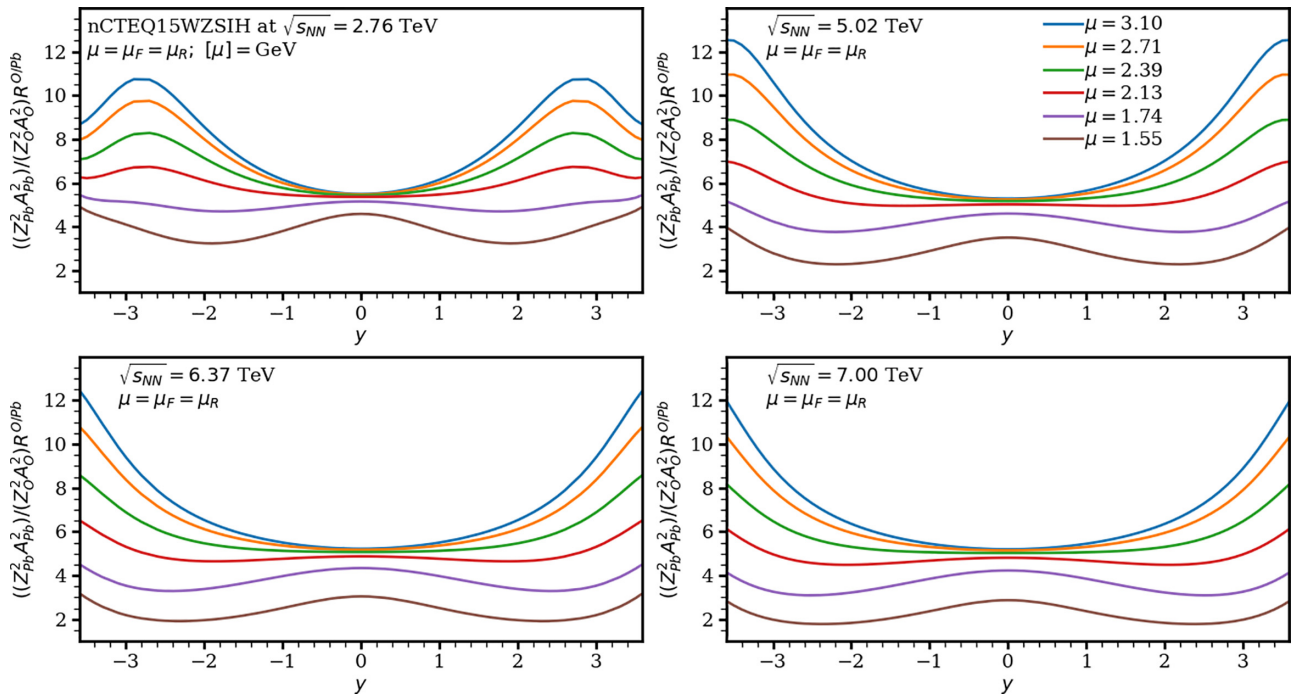 nCTEQ15WZSIH at √s_NN = 2.76 TeV
μ = μ_F = μ_R; [μ] = GeV
((Z²_Pb A²_Pb)/(Z²_O A²_O)) R^O/Pb
12
10
8
6
4
2
−3 −2 −1 0 1 2 3
y
√s_NN = 5.02 TeV
μ = μ_F = μ_R
μ = 3.10
μ = 2.71
μ = 2.39
μ = 2.13
μ = 1.74
μ = 1.55
((Z²_Pb A²_Pb)/(Z²_O A²_O)) R^O/Pb
12
10
8
6
4
2
−3 −2 −1 0 1 2 3
y
√s_NN = 6.37 TeV
μ = μ_F = μ_R
((Z²_Pb A²_Pb)/(Z²_O A²_O)) R^O/Pb
12
10
8
6
4
2
−3 −2 −1 0 1 2 3
y
√s_NN = 7.00 TeV
μ = μ_F = μ_R
((Z²_Pb A²_Pb)/(Z²_O A²_O)) R^O/Pb
12
10
8
6
4
2
−3 −2 −1 0 1 2 3
y